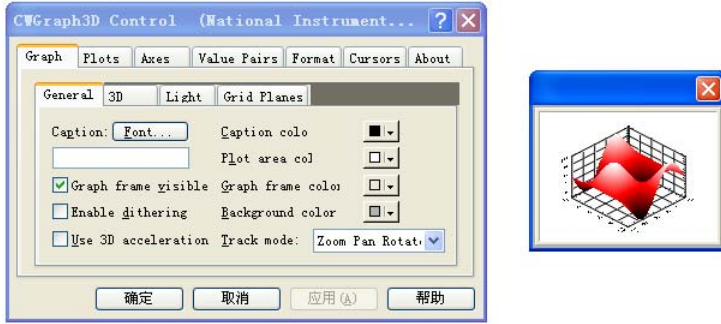 CWGraph3D Control (National Instrument...
Graph Plots Axes Value Pairs Format Cursors About
General 3D Light Grid Planes
Caption: Font... Caption colo
Plot area col
Graph frame visible Graph frame color
Enable dithering Background color
Use 3D acceleration Track mode: Zoom Pan Rotat
确定 取消 应用(A) 帮助